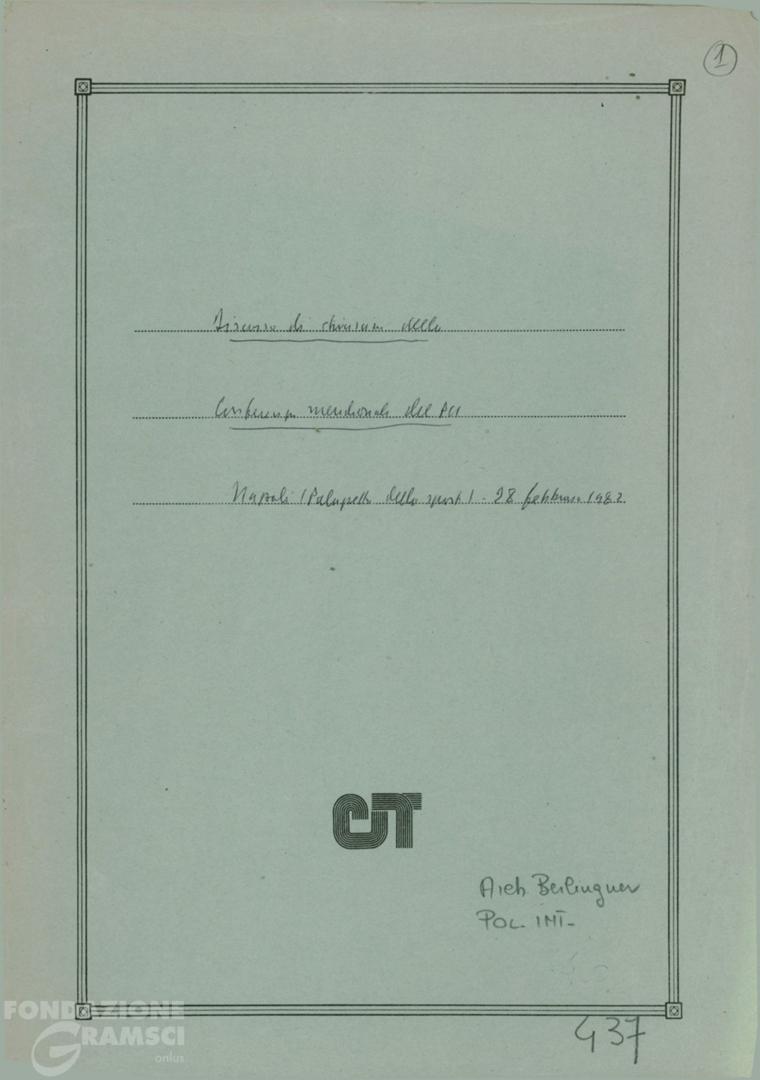 1
Discorso di chiusura della
Conferenza meridionale del PCI
Napoli (Palazzetto dello sport) - 28 febbraio 1982
CT
Arch. Berlinguer
POL. INT.
437
FONDAZIONE
GRAMSCI
onlus